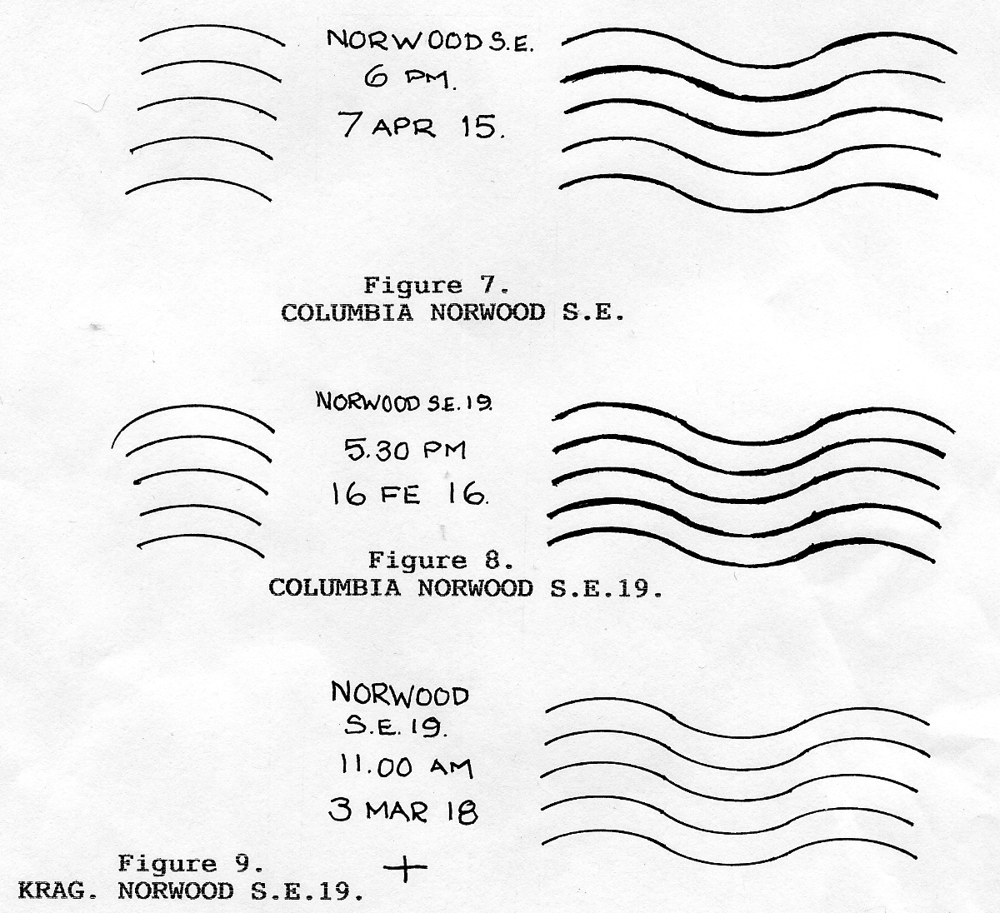 NORWOOD S.E.
6 PM.
7 APR 15.
Figure 7.
COLUMBIA NORWOOD S.E.
NORWOOD S.E.19.
5.30 PM
16 FE 16.
Figure 8.
COLUMBIA NORWOOD S.E.19.
NORWOOD
S.E.19.
11.00 AM
3 MAR 18
Figure 9.
KRAG. NORWOOD S.E.19.